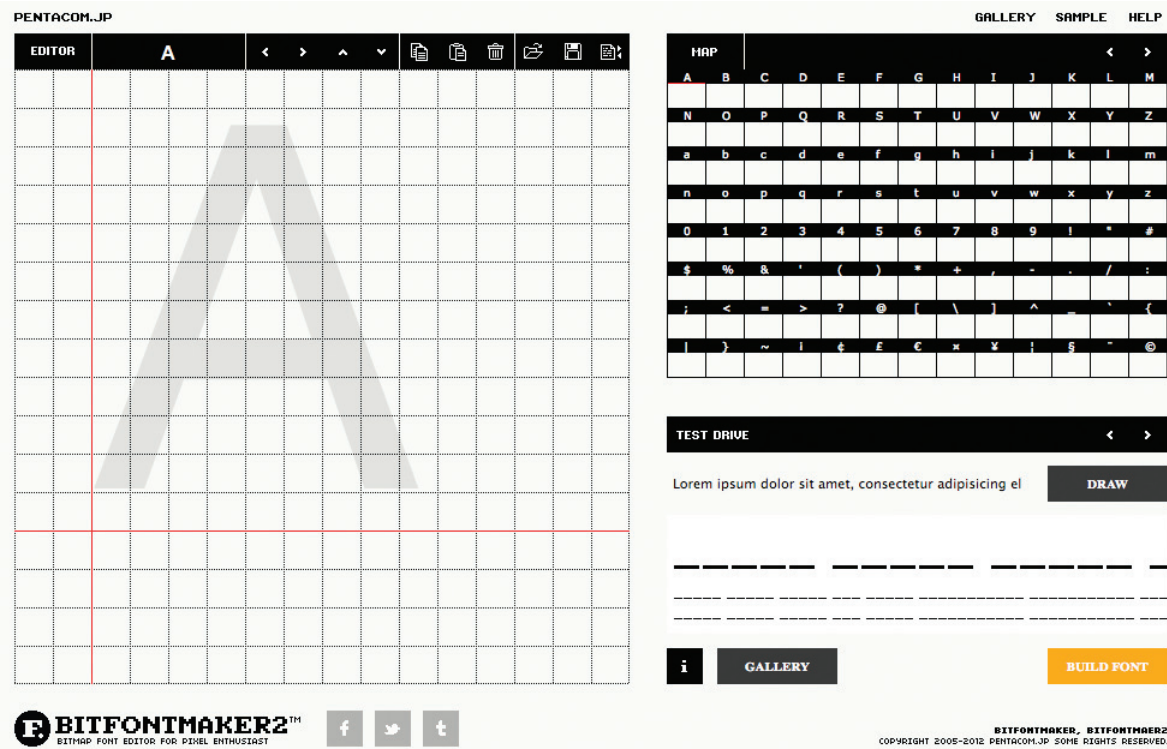 PENTACOM.JP
GALLERY SAMPLE HELP
EDITOR A
A
MAP
A B C D E F G H I J K L M
N O P Q R S T U V W X Y Z
a b c d e f g h i j k l m
n o p q r s t u v w x y z
0 1 2 3 4 5 6 7 8 9 ! " #
$ % & ' ( ) * + , - . / :
; < = > ? @ [ \ ] ^ _ ` {
| } ~ ¡ ¢ £ € × ¥ ¦ § ¨ ©
TEST DRIVE
Lorem ipsum dolor sit amet, consectetur adipisicing el
DRAW
i GALLERY BUILD FONT
BITFONTMAKER2™
BITMAP FONT EDITOR FOR PIXEL ENTHUSIAST
f t
BITFONTMAKER, BITFONTMAER2
COPYRIGHT 2005-2012 PENTACOM.JP SOME RIGHTS RESERVED.